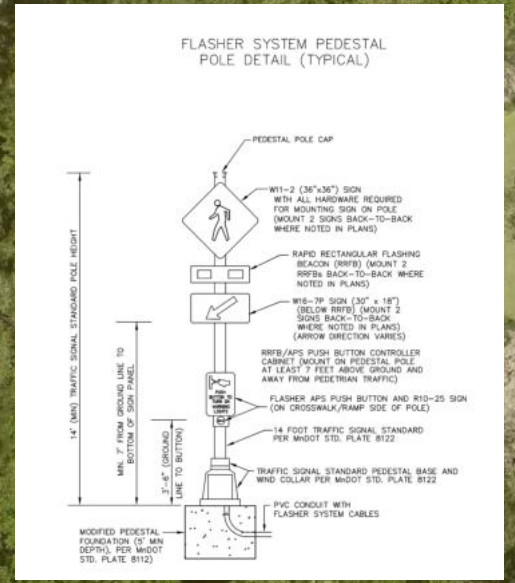 FLASHER SYSTEM PEDESTAL
POLE DETAIL (TYPICAL)
PEDESTAL POLE CAP
W11-2 (36"x36") SIGN
WITH ALL HARDWARE REQUIRED
FOR MOUNTING SIGN ON POLE
(MOUNT 2 SIGNS BACK-TO-BACK
WHERE NOTED IN PLANS)
RAPID RECTANGULAR FLASHING
BEACON (RRFB) (MOUNT 2
RRFBs BACK-TO-BACK WHERE
NOTED IN PLANS)
W16-7P SIGN (30" x 18")
(BELOW RRFB) (MOUNT 2
SIGNS BACK-TO-BACK
WHERE NOTED IN PLANS)
(ARROW DIRECTION VARIES)
RRFB/APS PUSH BUTTON CONTROLLER
CABINET (MOUNT ON PEDESTAL POLE
AT LEAST 7 FEET ABOVE GROUND AND
AWAY FROM PEDETRIAN TRAFFIC)
PUSH
BUTTON TO
TURN ON
WARNING
LIGHTS
FLASHER APS PUSH BUTTON AND R10-25 SIGN
(ON CROSSWALK/RAMP SIDE OF POLE)
14 FOOT TRAFFIC SIGNAL STANDARD
PER MnDOT STD. PLATE 8122
TRAFFIC SIGNAL STANDARD PEDESTAL BASE AND
WIND COLLAR PER MnDOT STD. PLATE 8122
PVC CONDUIT WITH
FLASHER SYSTEM CABLES
MODIFIED PEDESTAL
FOUNDATION (5' MIN
DEPTH), PER MnDOT
STD. PLATE 8112)
14' (MIN) TRAFFIC SIGNAL STANDARD POLE HEIGHT
MIN. 7' FROM GROUND LINE TO
BOTTOM OF SIGN PANEL
3'-6" (GROUND
LINE TO BUTTON)